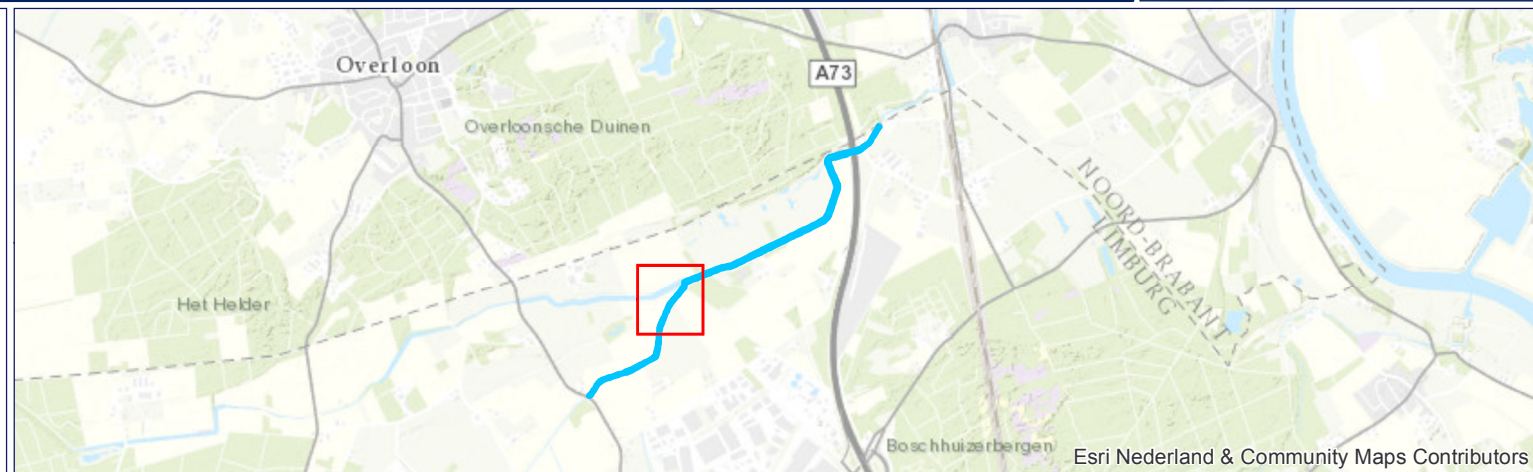 Overloon
A73
Overloonsche Duinen
NOORD-BRABANT
LIMBURG
Het Helder
Boschhuizerbergen
Esri Nederland & Community Maps Contributors